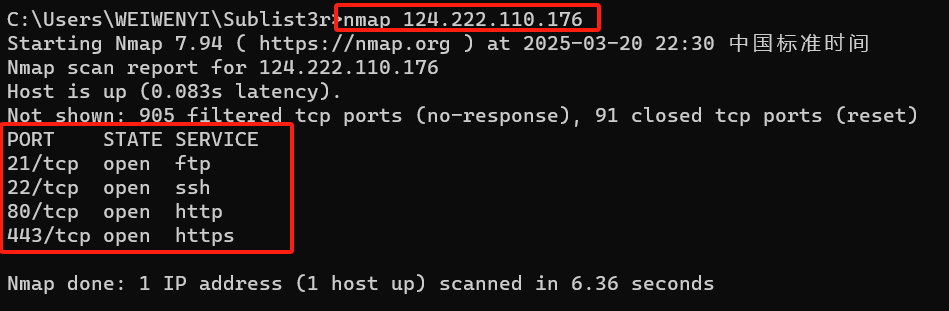 C:\Users\WEIWENYI\Sublist3r>nmap 124.222.110.176
Starting Nmap 7.94 ( https://nmap.org ) at 2025-03-20 22:30 中国标准时间
Nmap scan report for 124.222.110.176
Host is up (0.083s latency).
Not shown: 905 filtered tcp ports (no-response), 91 closed tcp ports (reset)
PORT    STATE SERVICE
21/tcp  open  ftp
22/tcp  open  ssh
80/tcp  open  http
443/tcp open  https
Nmap done: 1 IP address (1 host up) scanned in 6.36 seconds